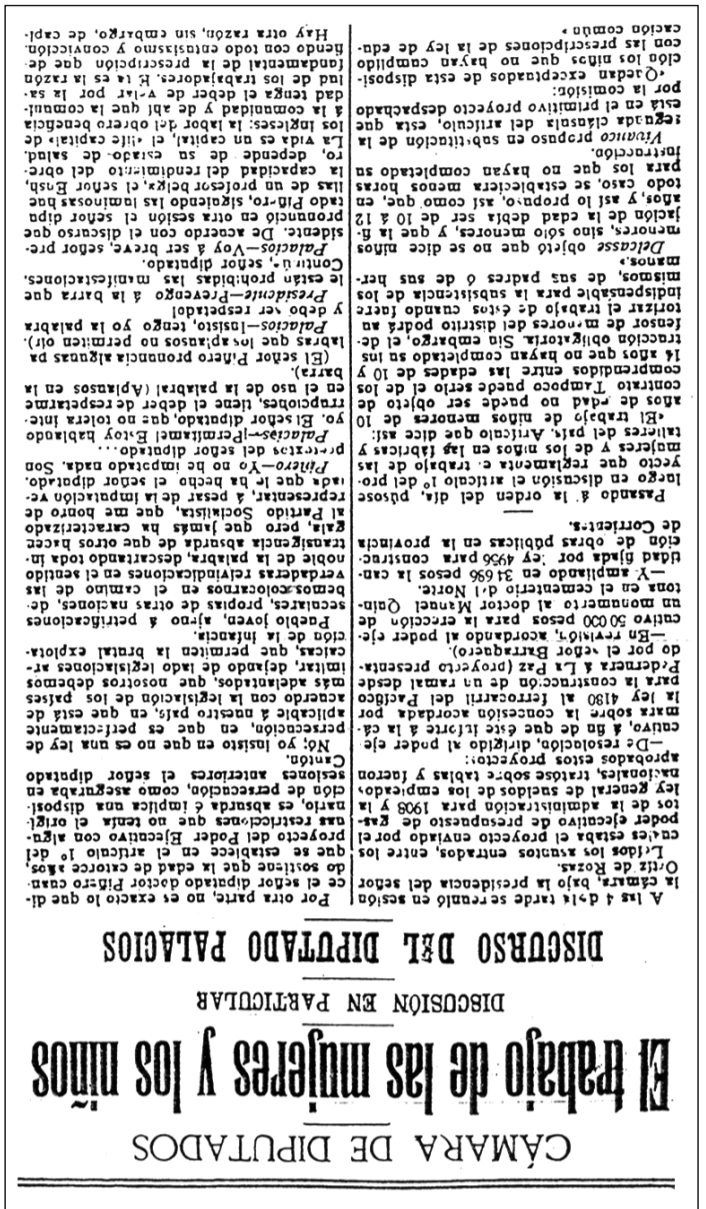 CÁMARA DE DIPUTADOS
El trabajo de las mujeres y los niños
DISCUSIÓN EN PARTICULAR
DISCURSO DEL DIPUTADO PALACIOS
A las 4 de la tarde se reunió en sesión
la cámara, bajo la presidencia del señor
Ortiz de Rozas.
Leídos los asuntos entrados, entre los
cuales estaba el proyecto enviado por el
poder ejecutivo de presupuesto de gas-
tos de la administración para 1908 y la
ley general de sueldos de los empleados
nacionales, tratóse sobre tablas y fueron
aprobados estos proyectos:
—De resolución, dirigido al poder eje-
cutivo, á fin de que éste informe á la cá-
mara sobre la concesión acordada por
la ley 4180 al ferrocarril del Pacífico
para la construcción de un ramal desde
Pedernera á La Paz (proyecto presenta-
do por el señor Barraquero).
—En revisión, acordando al poder eje-
cutivo 50.000 pesos para la erección de
un monumento al doctor Manuel Quin-
tona en el cementerio del Norte.
—Y ampliando en 34.696 pesos la can-
tidad fijada por ley 4956 para construc-
ción de obras públicas en la provincia
de Corrientes.
Pasando á la orden del día, púsose
luego en discusión el artículo 1º del pro-
yecto que reglamenta el trabajo de las
mujeres y de los niños en las fábricas y
talleres del país. Artículo que dice así:
«El trabajo de niños menores de 10
años de edad no puede ser objeto de
contrato Tampoco puede serlo el de los
comprendidos entre las edades de 10 y
14 años que no hayan completado su ins
trucción obligatoria. Sin embargo, el de-
fensor de menores del distrito podrá au
torizar el trabajo de éstos cuando fuere
indispensable para la subsistencia de los
mismos, de sus padres ó de sus her-
manos.»
Delcasse objetó que no se dice niños
menores, sino sólo menores, y que la fi-
jación de la edad debía ser de 10 á 12
años, y así lo propuso, así como que, en
todo caso, se estableciera menos horas
para los que no hayan completado su
instrucción.
Vivanco propuso en substitución de la
segunda cláusula del artículo, esta que
está en el primitivo proyecto despachado
por la comisión:
«Quedan exceptuados de esta disposi-
ción los niños que no hayan cumplido
con las prescripciones de la ley de edu-
cación común»
Por otra parte, no es exacto lo que di-
ce el señor diputado doctor Piñero cuan
do sostiene que la edad de catorce años,
que se establece en el artículo 1º del
proyecto del Poder Ejecutivo con algu-
nas restricciones que no tenía el origi-
nario, es absurda é implica una disposi-
ción de persecución, como aseguraba en
sesiones anteriores el señor diputado
Cantón.
Nó; yo insisto en que no es una ley de
persecución, en que es perfectamente
aplicable á nuestro país, en que está de
acuerdo con la legislación de los países
más adelantados, que nosotros debemos
imitar, dejando de lado legislaciones ar-
caicas, que permiten la brutal explota-
ción de la infancia.
Pueblo joven, ajeno á petrificaciones
seculares, propias de otras naciones, de-
bemos colocarnos en el camino de las
verdaderas reivindicaciones en el sentido
noble de la palabra, descartando toda in-
transigencia absurda de que otros hacen
gala, pero que jamás ha caracterizado
al Partido Socialista, que me honro de
representar, á pesar de la imputación ve-
lada que le ha hecho el señor diputado.
Piñero—Yo no he imputado nada. Son
pretextos del señor diputado...
Palacios—¡Permítame! Estoy hablando
yo. El señor diputado, que no tolera inte-
rrupciones, tiene el deber de respetarme
en el uso de la palabra! (Aplausos en la
barra).
(El señor Piñero pronuncia algunas pa
labras que los aplausos no permiten oír).
Palacios—Insisto, tengo yo la palabra
y debo ser respetado!
Presidente—Prevengo á la barra que
le están prohibidas las manifestaciones.
Continúe, señor diputado.
Palacios—Voy á ser breve, señor pre-
sidente. De acuerdo con el discurso que
pronunció en otra sesión el señor dipu
tado Piñero, siguiendo las luminosas hue
llas de un profesor belga, el señor Ensh,
la capacidad del rendimiento del obre-
ro, depende de su estado de salud.
La vida es un capital, el «life capital» de
los ingleses; la labor del obrero beneficia
á la comunidad y de ahí que la comuni-
dad tenga el deber de velar por la sa-
lud de los trabajadores. Esta es la razón
fundamental de la prescripción que de-
fiendo con todo entusiasmo y convicción.
Hay otra razón, sin embargo, de capi-